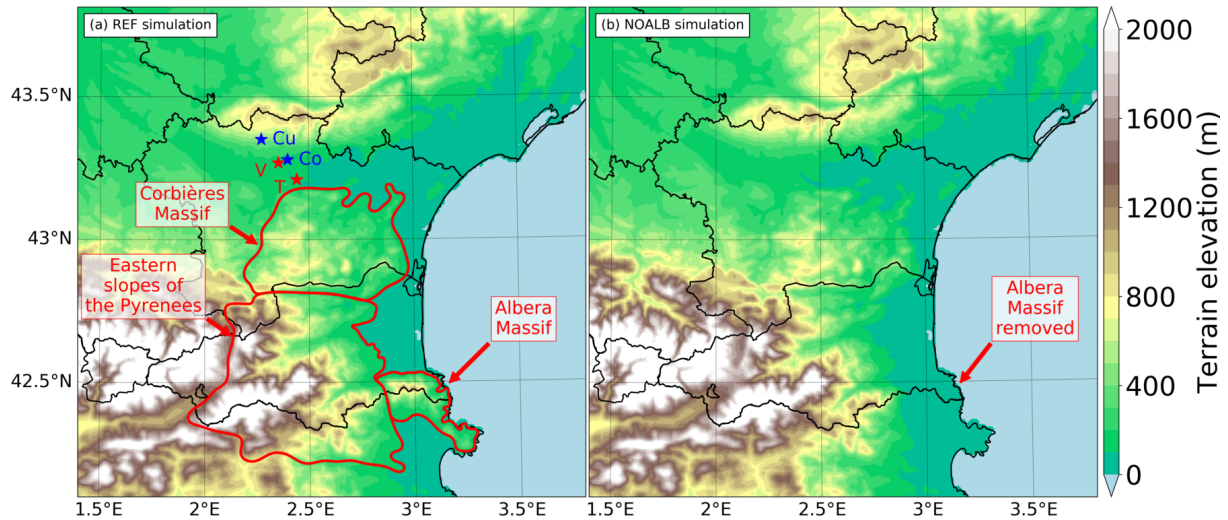 (a) REF simulation
(b) NOALB simulation
2000
1600
1200
800
400
0
Terrain elevation (m)
43.5°N
43°N
42.5°N
Cu
Co
V
T
Corbières
Massif
Eastern
slopes of
the Pyrenees
Albera
Massif
Albera
Massif
removed
1.5°E
2°E
2.5°E
3°E
3.5°E
1.5°E
2°E
2.5°E
3°E
3.5°E